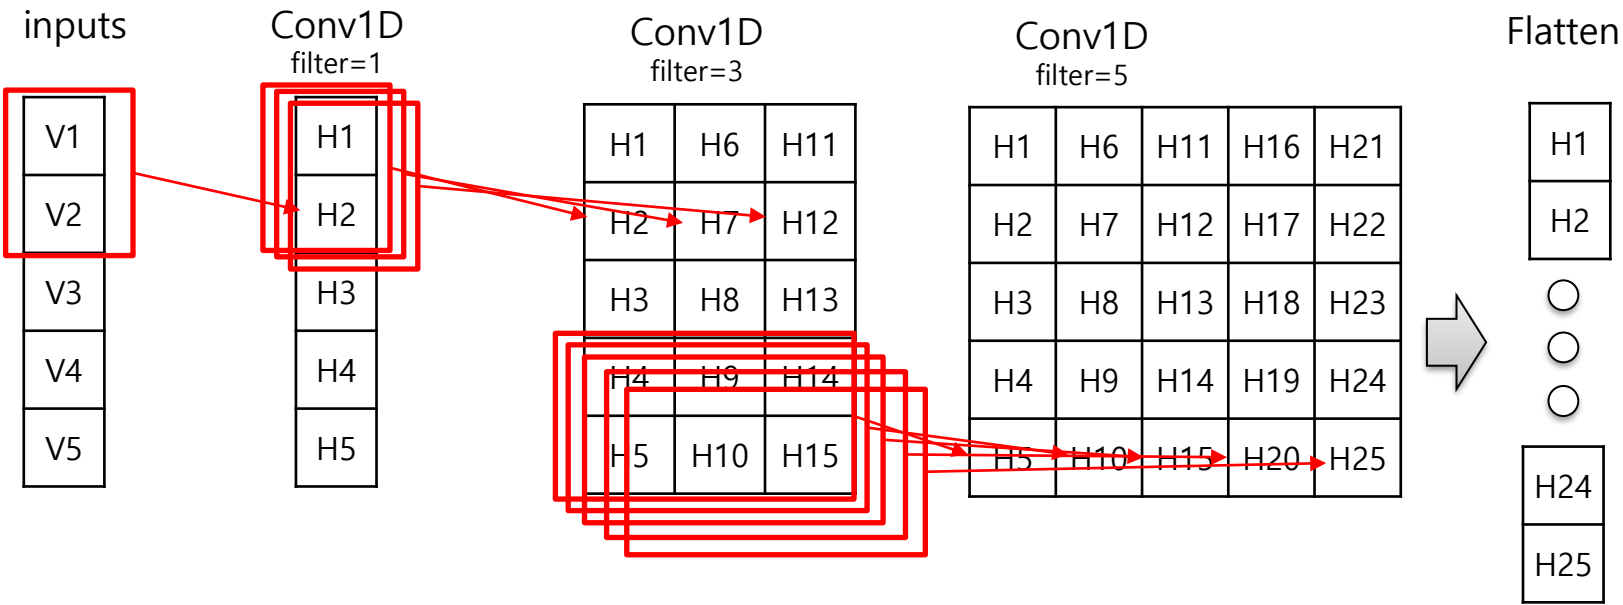 inputs
Conv1D
filter=1
Conv1D
filter=3
Conv1D
filter=5
Flatten
V1
V2
V3
V4
V5
H1
H2
H3
H4
H5
H1 H6 H11
H2 H7 H12
H3 H8 H13
H4 H9 H14
H5 H10 H15
H1 H6 H11 H16 H21
H2 H7 H12 H17 H22
H3 H8 H13 H18 H23
H4 H9 H14 H19 H24
H5 H10 H15 H20 H25
H1
H2
H24
H25